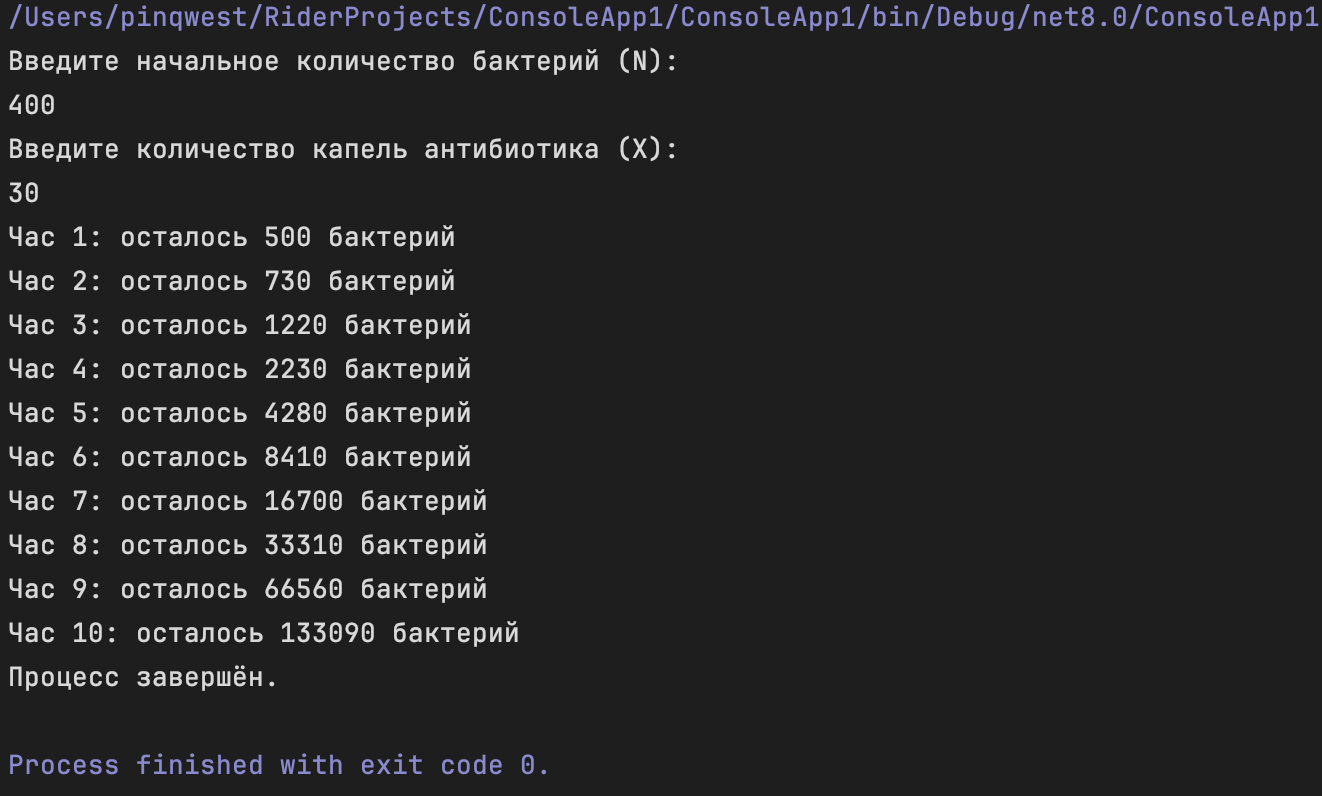 /Users/pinqwest/RiderProjects/ConsoleApp1/ConsoleApp1/bin/Debug/net8.0/ConsoleApp1
Введите начальное количество бактерий (N):
400
Введите количество капель антибиотика (X):
30
Час 1: осталось 500 бактерий
Час 2: осталось 730 бактерий
Час 3: осталось 1220 бактерий
Час 4: осталось 2230 бактерий
Час 5: осталось 4280 бактерий
Час 6: осталось 8410 бактерий
Час 7: осталось 16700 бактерий
Час 8: осталось 33310 бактерий
Час 9: осталось 66560 бактерий
Час 10: осталось 133090 бактерий
Процесс завершён.
Process finished with exit code 0.